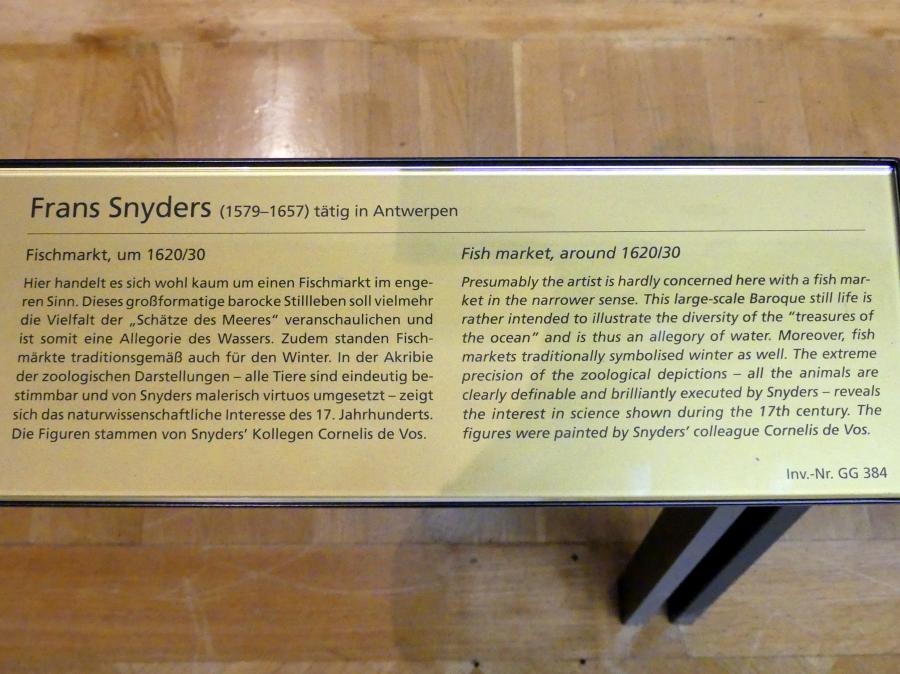 Frans Snyders (1579–1657) tätig in Antwerpen
Fischmarkt, um 1620/30
Hier handelt es sich wohl kaum um einen Fischmarkt im enge-
ren Sinn. Dieses großformatige barocke Stillleben soll vielmehr
die Vielfalt der „Schätze des Meeres“ veranschaulichen und
ist somit eine Allegorie des Wassers. Zudem standen Fisch-
märkte traditionsgemäß auch für den Winter. In der Akribie
der zoologischen Darstellungen – alle Tiere sind eindeutig be-
stimmbar und von Snyders malerisch virtuos umgesetzt – zeigt
sich das naturwissenschaftliche Interesse des 17. Jahrhunderts.
Die Figuren stammen von Snyders’ Kollegen Cornelis de Vos.
Fish market, around 1620/30
Presumably the artist is hardly concerned here with a fish mar-
ket in the narrower sense. This large-scale Baroque still life is
rather intended to illustrate the diversity of the “treasures of
the ocean” and is thus an allegory of water. Moreover, fish
markets traditionally symbolised winter as well. The extreme
precision of the zoological depictions – all the animals are
clearly definable and brilliantly executed by Snyders – reveals
the interest in science shown during the 17th century. The
figures were painted by Snyders’ colleague Cornelis de Vos.
Inv.-Nr. GG 384